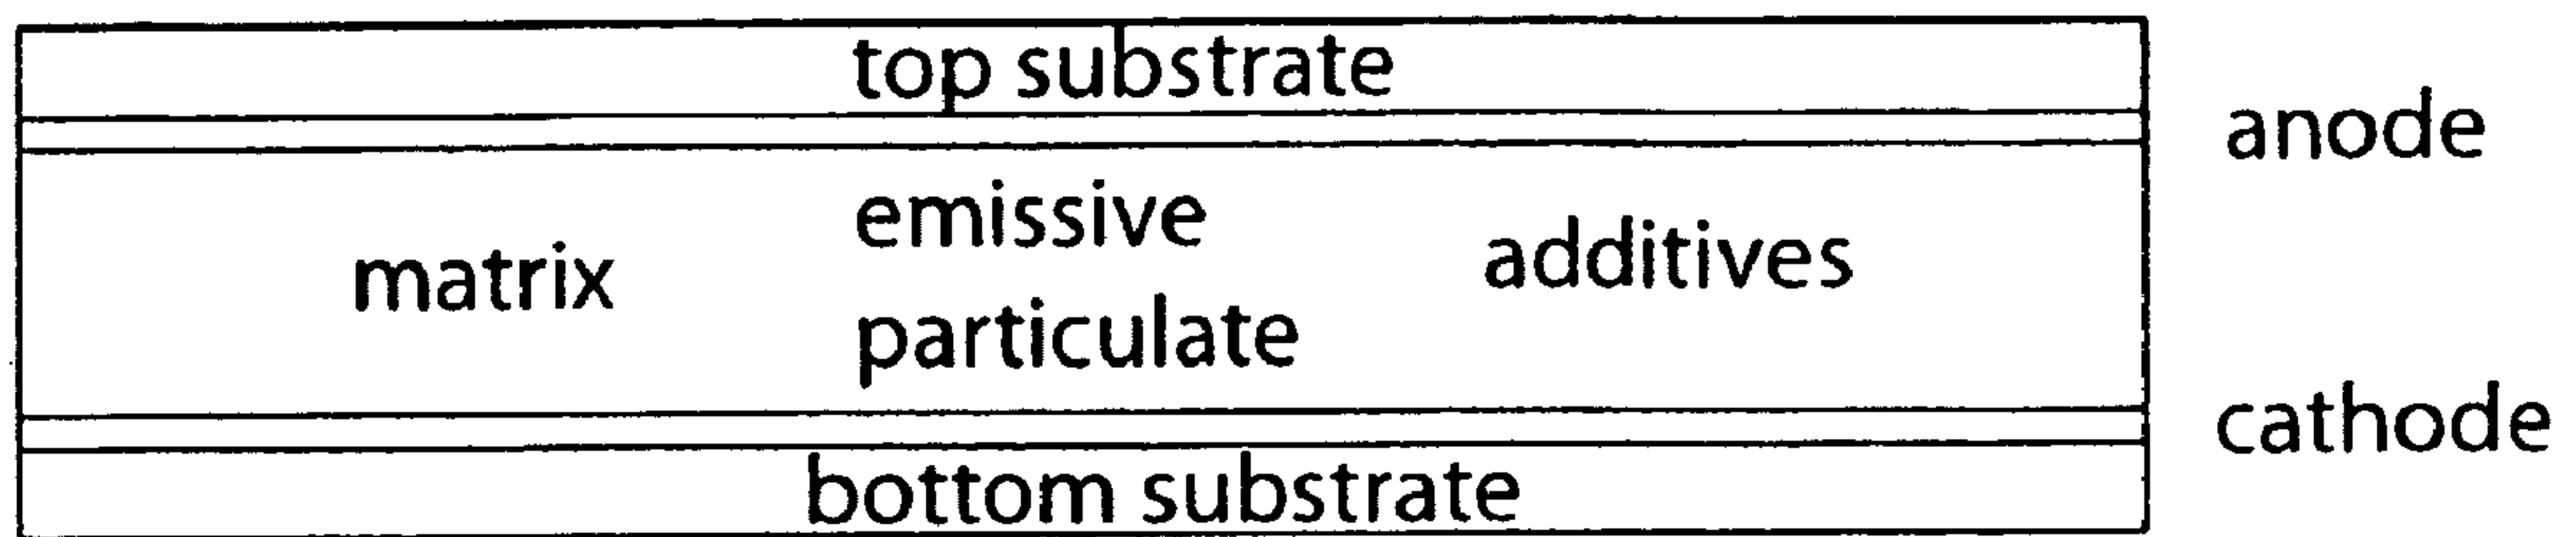 top substrate
anode
emissive
matrix
additives
particulate
cathode
bottom substrate